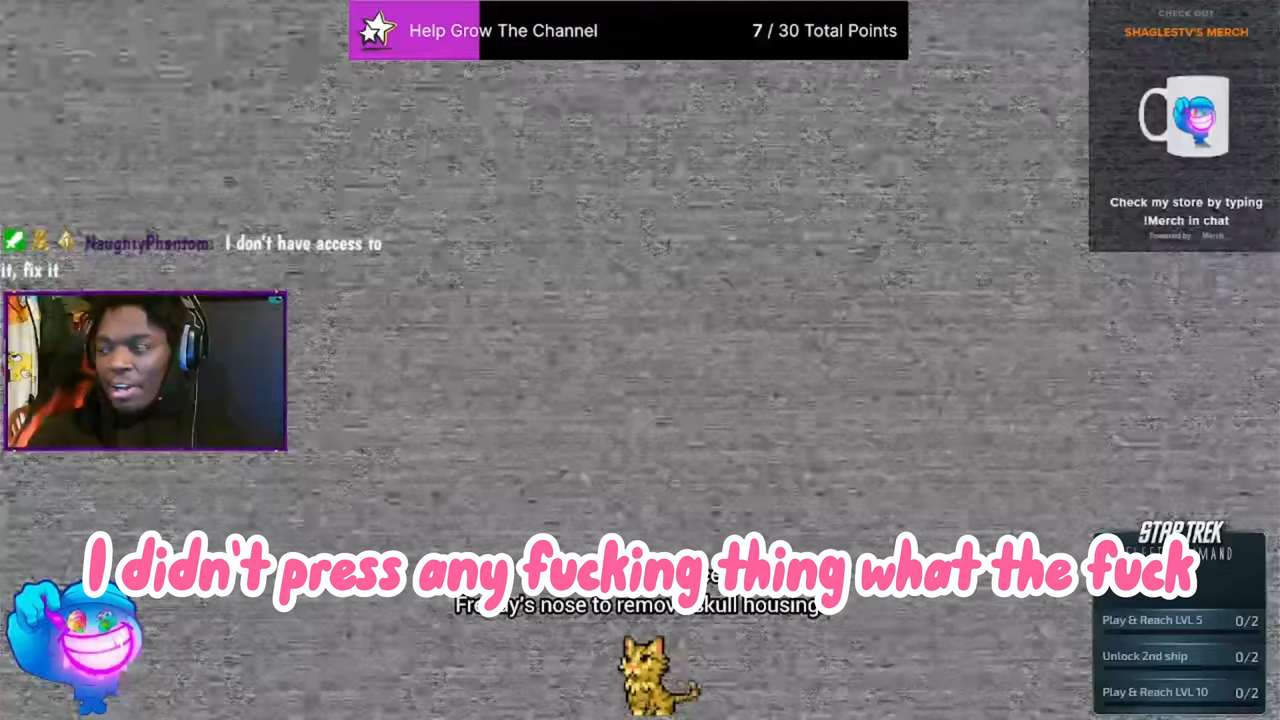 Help Grow The Channel
7 / 30 Total Points
CHECK OUT
SHAGLESTV'S MERCH
Check my store by typing
!Merch in chat
Powered by Merch
NaughtyPhantom: I don't have access to
it, fix it
I didn't press any fucking thing what the fuck
nose to remove skull housing
STAR TREK
Play & Reach LVL 5 0/2
Unlock 2nd ship 0/2
Play & Reach LVL 10 0/2